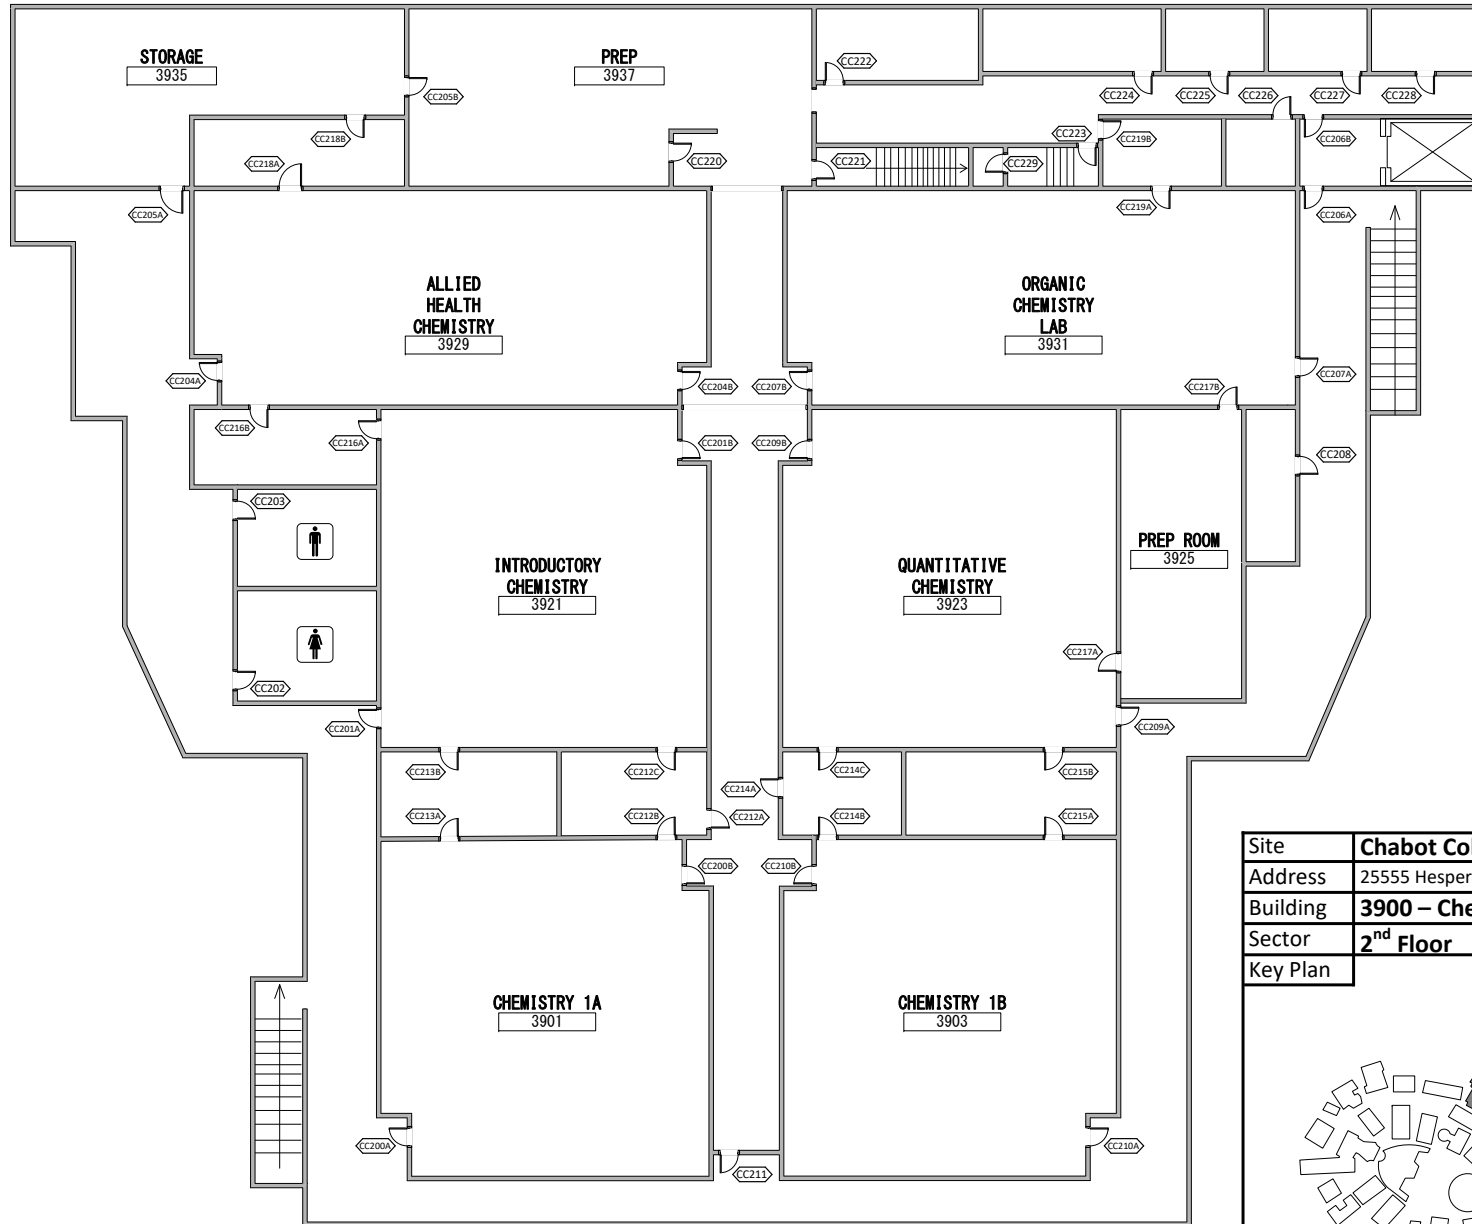 STORAGE
3935
PREP
3937
CC222
CC205B
CC224
CC225
CC226
CC227
CC228
CC218B
CC223
CC219B
CC206B
CC218A
CC220
CC221
CC229
CC205A
CC219A
CC206A
ALLIED
HEALTH
CHEMISTRY
3929
ORGANIC
CHEMISTRY
LAB
3931
CC204A
CC204B
CC207B
CC217B
CC207A
CC216B
CC216A
CC201B
CC209B
CC208
CC203
INTRODUCTORY
CHEMISTRY
3921
QUANTITATIVE
CHEMISTRY
3923
PREP ROOM
3925
CC217A
CC202
CC201A
CC209A
CC213B
CC212C
CC214A
CC214C
CC215B
CC213A
CC212B
CC212A
CC214B
CC215A
CC200B
CC210B
Site Chabot Co
Address 25555 Hesper
Building 3900 – Che
Sector 2nd Floor
Key Plan
CHEMISTRY 1A
3901
CHEMISTRY 1B
3903
CC200A
CC211
CC210A